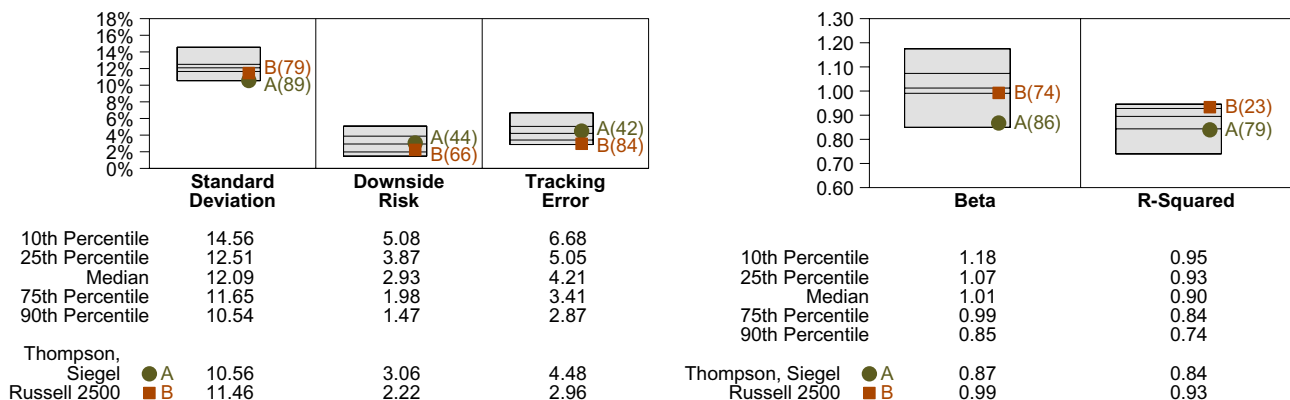 18%
16%
14%
12%
10%
8%
6%
4%
2%
0%
B(79)
A(89)
A(44)
B(66)
A(42)
B(84)
Standard Deviation
Downside Risk
Tracking Error
10th Percentile 14.56 5.08 6.68
25th Percentile 12.51 3.87 5.05
Median 12.09 2.93 4.21
75th Percentile 11.65 1.98 3.41
90th Percentile 10.54 1.47 2.87
Thompson,
Siegel A 10.56 3.06 4.48
Russell 2500 B 11.46 2.22 2.96
1.30
1.20
1.10
1.00
0.90
0.80
0.70
0.60
B(74)
A(86)
B(23)
A(79)
Beta
R-Squared
10th Percentile 1.18 0.95
25th Percentile 1.07 0.93
Median 1.01 0.90
75th Percentile 0.99 0.84
90th Percentile 0.85 0.74
Thompson, Siegel A 0.87 0.84
Russell 2500 B 0.99 0.93